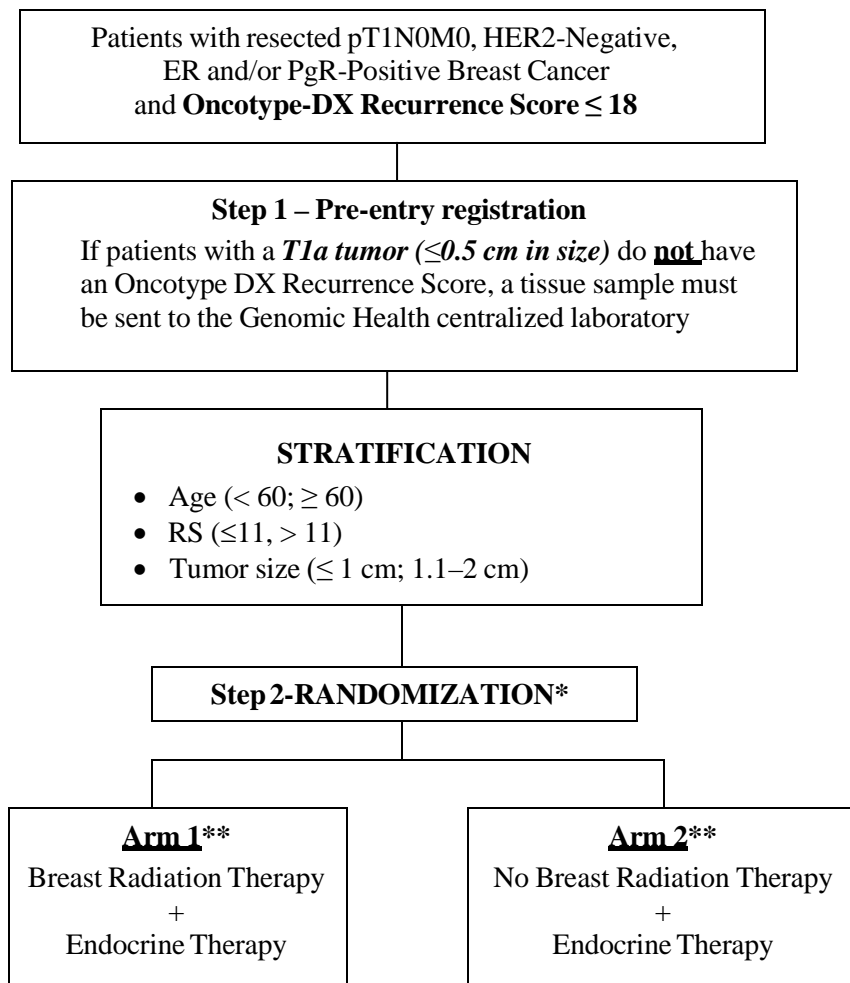 Patients with resected pT1N0M0, HER2-Negative,
ER and/or PgR-Positive Breast Cancer
and Oncotype-DX Recurrence Score ≤ 18
Step 1 – Pre-entry registration
If patients with a T1a tumor (≤0.5 cm in size) do not have
an Oncotype DX Recurrence Score, a tissue sample must
be sent to the Genomic Health centralized laboratory
STRATIFICATION
• Age (< 60; ≥ 60)
• RS (≤11, > 11)
• Tumor size (≤ 1 cm; 1.1–2 cm)
Step 2-RANDOMIZATION*
Arm 1**
Breast Radiation Therapy
+
Endocrine Therapy
Arm 2**
No Breast Radiation Therapy
+
Endocrine Therapy